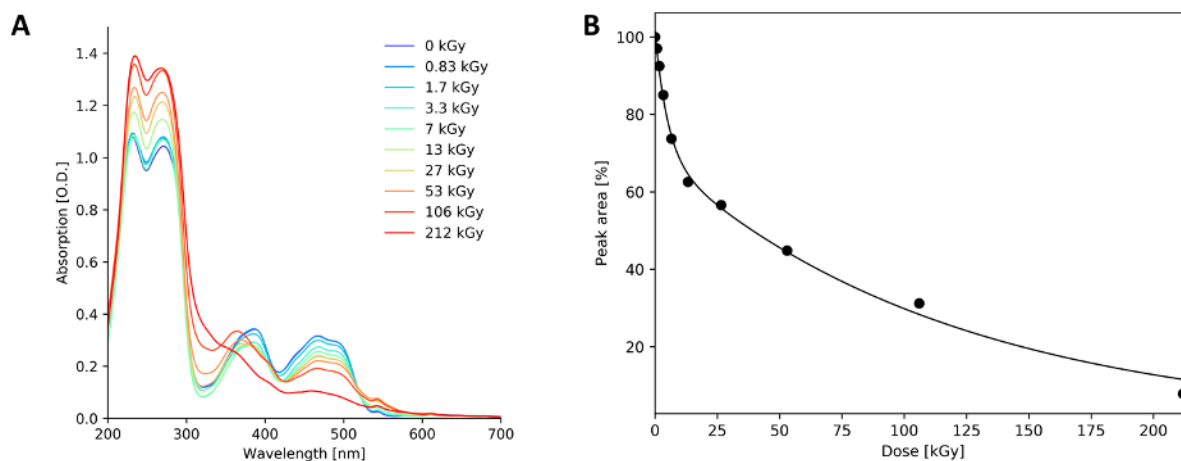 A
Absorption [O.D.]
1.4
1.2
1.0
0.8
0.6
0.4
0.2
0.0
200
300
400
500
600
700
Wavelength [nm]
0 kGy
0.83 kGy
1.7 kGy
3.3 kGy
7 kGy
13 kGy
27 kGy
53 kGy
106 kGy
212 kGy
B
Peak area [%]
100
80
60
40
20
0
25
50
75
100
125
150
175
200
Dose [kGy]